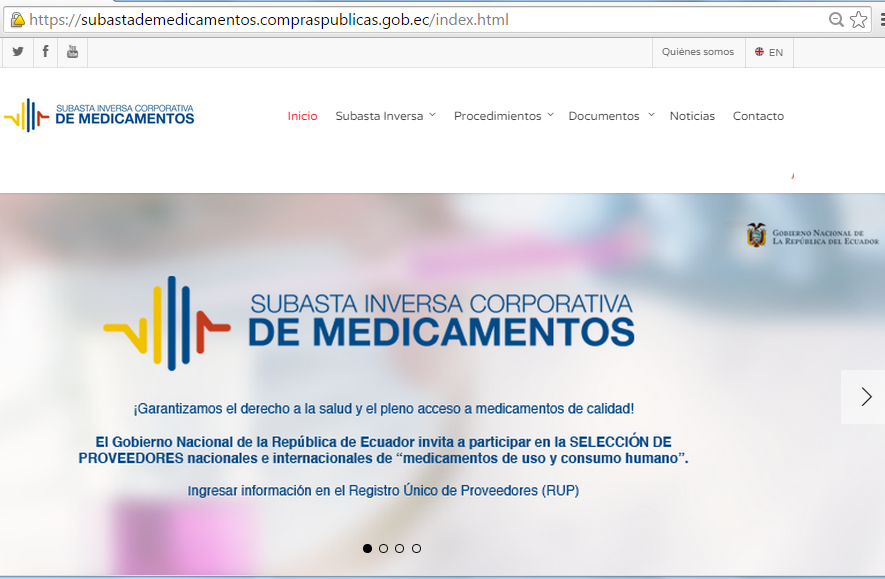 https://subastademedicamentos.compraspublicas.gob.ec/index.html
Quiénes somos EN
SUBASTA INVERSA CORPORATIVA
DE MEDICAMENTOS
Inicio Subasta Inversa Procedimientos Documentos Noticias Contacto
GOBIERNO NACIONAL DE
LA REPÚBLICA DEL ECUADOR
SUBASTA INVERSA CORPORATIVA
DE MEDICAMENTOS
¡Garantizamos el derecho a la salud y el pleno acceso a medicamentos de calidad!
El Gobierno Nacional de la República de Ecuador invita a participar en la SELECCIÓN DE
PROVEEDORES nacionales e internacionales de “medicamentos de uso y consumo humano”.
Ingresar información en el Registro Único de Proveedores (RUP)